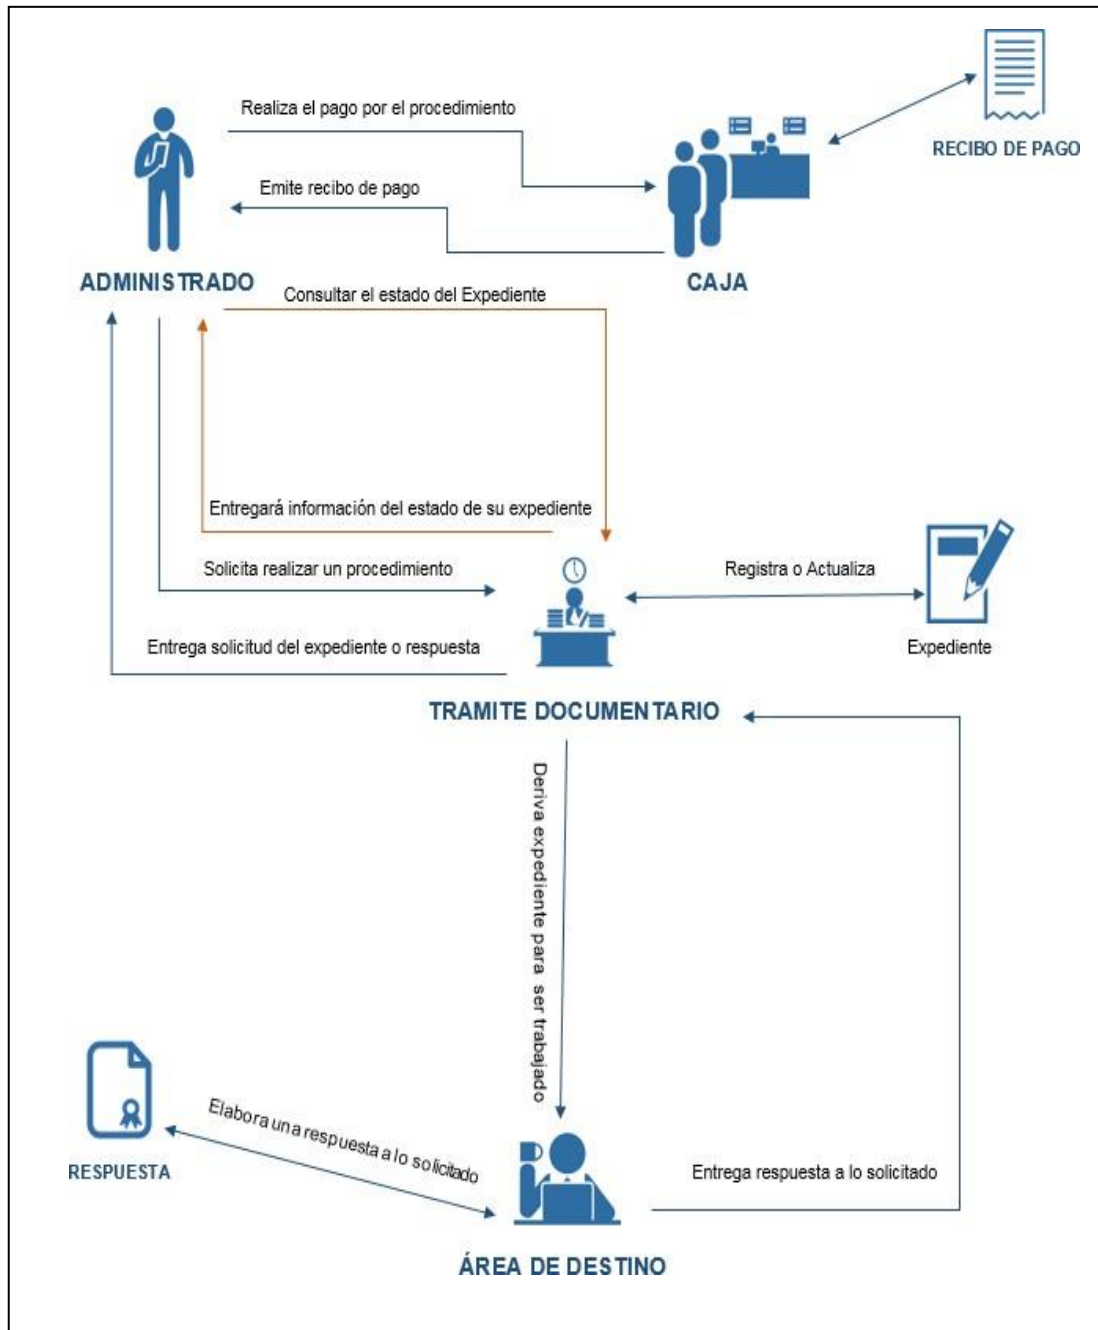 Realiza el pago por el procedimiento
RECIBO DE PAGO
Emite recibo de pago
ADMINISTRADO
CAJA
Consultar el estado del Expediente
Entregará información del estado de su expediente
Solicita realizar un procedimiento
Registra o Actualiza
Entrega solicitud del expediente o respuesta
Expediente
TRAMITE DOCUMENTARIO
Deriva expediente para ser trabajado
Elabora una respuesta a lo solicitado
RESPUESTA
Entrega respuesta a lo solicitado
ÁREA DE DESTINO